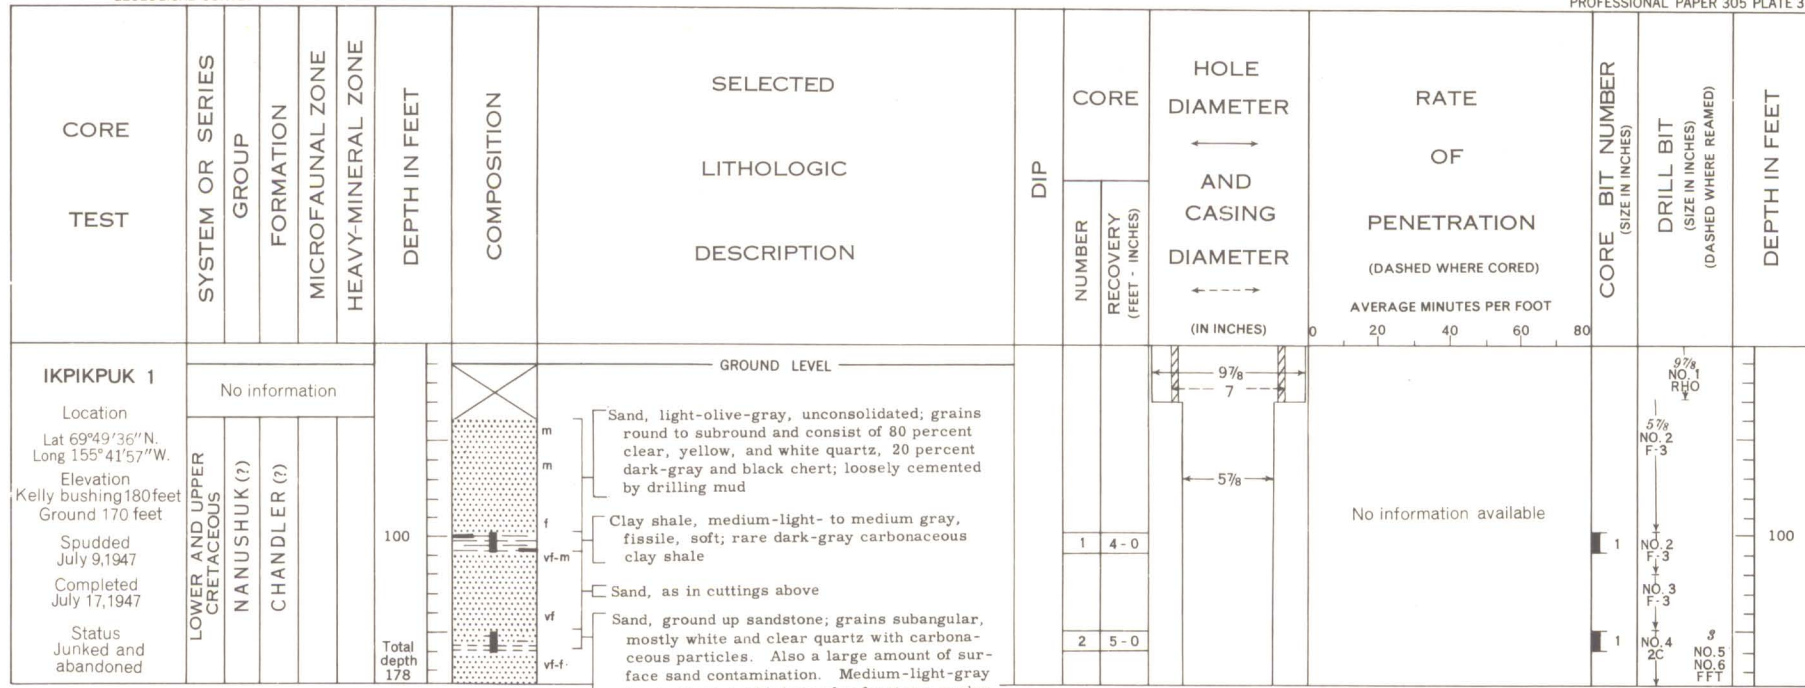 PROFESSIONAL PAPER 305 PLATE 3
CORE
TEST
SYSTEM OR SERIES
GROUP
FORMATION
MICROFAUNAL ZONE
HEAVY-MINERAL ZONE
DEPTH IN FEET
COMPOSITION
SELECTED
LITHOLOGIC
DESCRIPTION
DIP
CORE
NUMBER
RECOVERY
(FEET - INCHES)
HOLE
DIAMETER
AND
CASING
DIAMETER
(IN INCHES)
RATE
OF
PENETRATION
(DASHED WHERE CORED)
AVERAGE MINUTES PER FOOT
0 20 40 60 80
CORE BIT NUMBER
(SIZE IN INCHES)
DRILL BIT
(SIZE IN INCHES)
(DASHED WHERE REAMED)
DEPTH IN FEET
IKPIKPUK 1
Location
Lat 69°49′36″N.
Long 155°41′57″W.
Elevation
Kelly bushing 180 feet
Ground 170 feet
Spudded
July 9, 1947
Completed
July 17, 1947
Status
Junked and
abandoned
No information
LOWER AND UPPER
CRETACEOUS
NANUSHUK (?)
CHANDLER (?)
100
Total
depth
178
m
m
f
vf-m
vf
vf-f
GROUND LEVEL
Sand, light-olive-gray, unconsolidated; grains
round to subround and consist of 80 percent
clear, yellow, and white quartz, 20 percent
dark-gray and black chert; loosely cemented
by drilling mud
Clay shale, medium-light- to medium gray,
fissile, soft; rare dark-gray carbonaceous
clay shale
Sand, as in cuttings above
Sand, ground up sandstone; grains subangular,
mostly white and clear quartz with carbona-
ceous particles. Also a large amount of sur-
face sand contamination. Medium-light-gray
1 4-0
2 5-0
9⅞
7
5⅞
No information available
1
1
9⅞
NO. 1
RHO
5⅞
NO. 2
F-3
NO. 2
F-3
NO. 3
F-3
NO. 4
2C
3
NO. 5
NO. 6
FFT
100